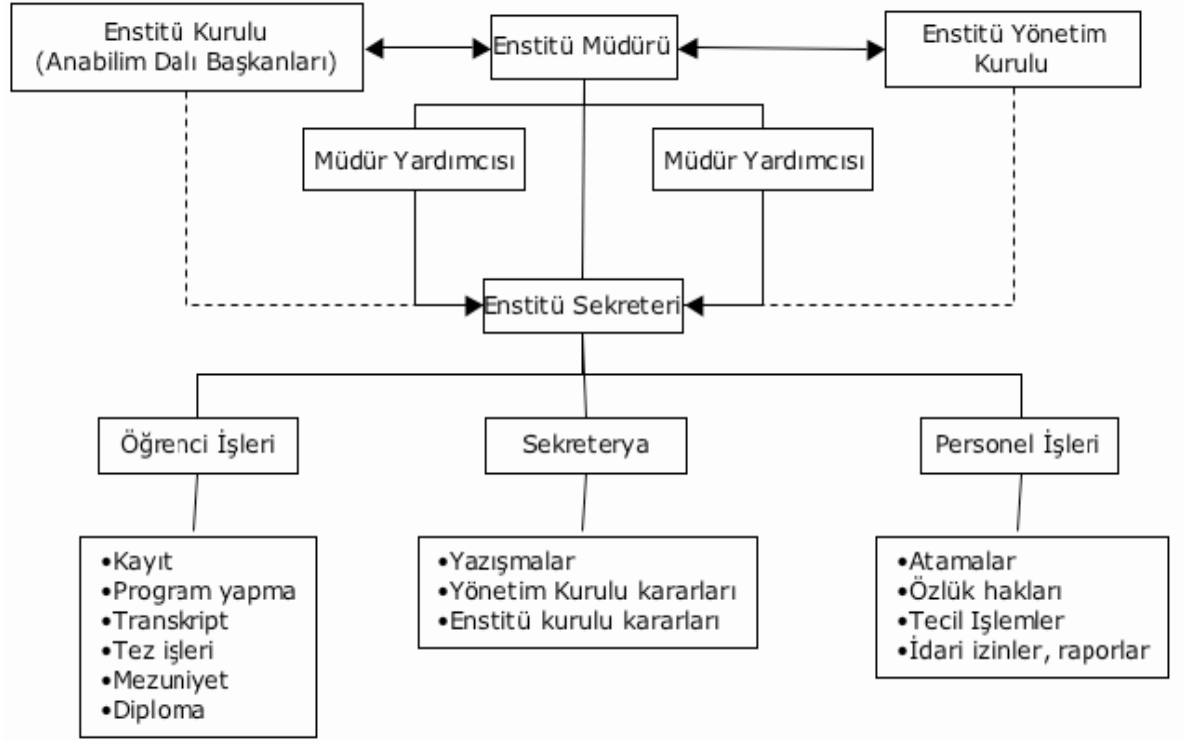 Enstitü Kurulu
(Anabilim Dalı Başkanları)
Enstitü Müdürü
Enstitü Yönetim
Kurulu
Müdür Yardımcısı
Müdür Yardımcısı
Enstitü Sekreteri
Öğrenci İşleri
Sekreterya
Personel İşleri
•Kayıt
•Program yapma
•Transkript
•Tez işleri
•Mezuniyet
•Diploma
•Yazışmalar
•Yönetim Kurulu kararları
•Enstitü kurulu kararları
•Atamalar
•Özlük hakları
•Tecil Işlemler
•İdari izinler, raporlar